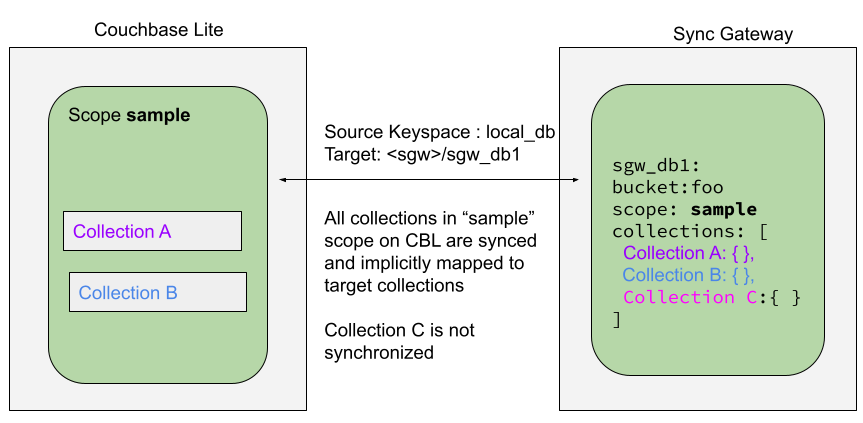 Couchbase Lite
Scope sample
Collection A
Collection B
Source Keyspace : local_db
Target: <sgw>/sgw_db1
All collections in “sample”
scope on CBL are synced
and implicitly mapped to
target collections
Collection C is not
synchronized
Sync Gateway
sgw_db1:
bucket:foo
scope: sample
collections: [
Collection A: { },
Collection B: { },
Collection C:{ }
]